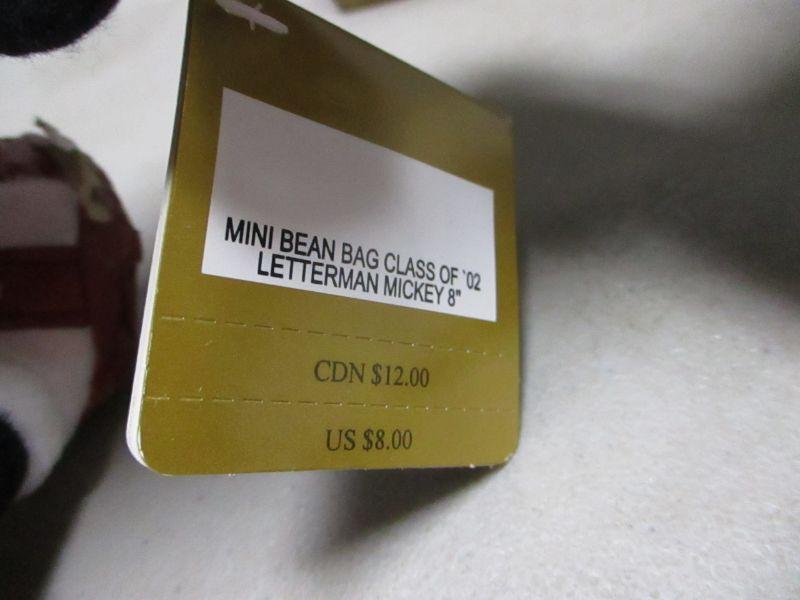 MINI BEAN BAG CLASS OF `02
LETTERMAN MICKEY 8"
CDN $12.00
US $8.00